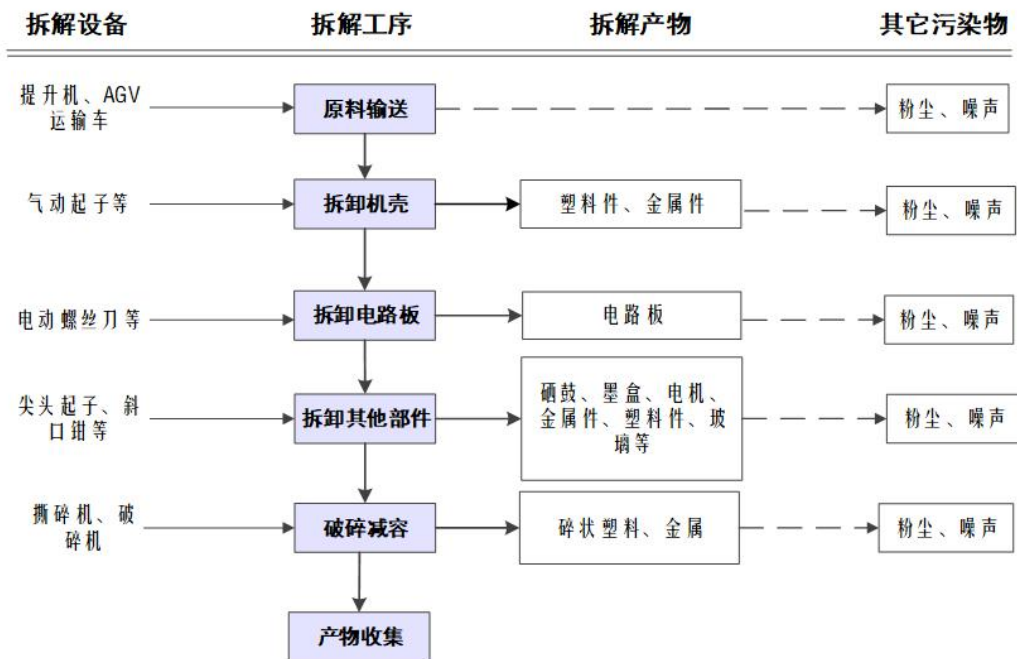 拆解设备 拆解工序 拆解产物 其它污染物
提升机、AGV
运输车
原料输送
粉尘、噪声
气动起子等
拆卸机壳
塑料件、金属件
粉尘、噪声
电动螺丝刀等
拆卸电路板
电路板
粉尘、噪声
尖头起子、斜
口钳等
拆卸其他部件
硒鼓、墨盒、电机、
金属件、塑料件、玻
璃等
粉尘、噪声
撕碎机、破
碎机
破碎减容
碎状塑料、金属
粉尘、噪声
产物收集